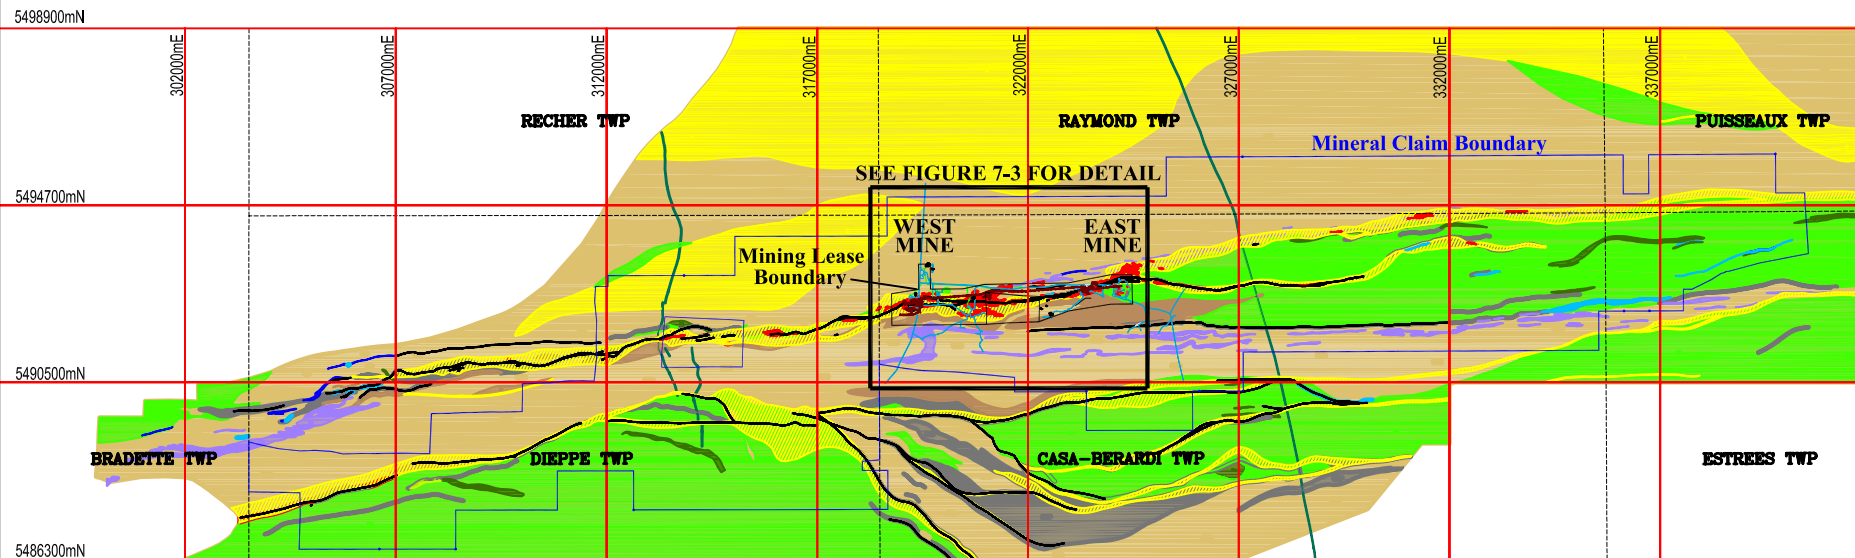 5498900mN
302000mE
307000mE
312000mE
317000mE
322000mE
327000mE
332000mE
337000mE
RECHER TWP
RAYMOND TWP
PUISSEAUX TWP
Mineral Claim Boundary
SEE FIGURE 7-3 FOR DETAIL
5494700mN
WEST
MINE
EAST
MINE
Mining Lease
Boundary
5490500mN
BRADETTE TWP
DIEPPE TWP
CASA-BERARDI TWP
ESTREES TWP
5486300mN